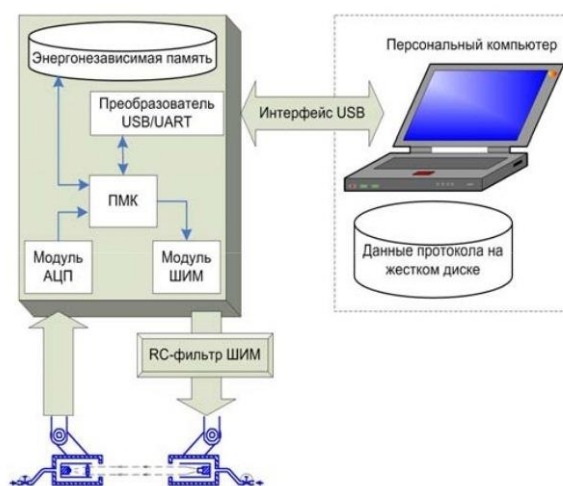 Энергонезависимая память
Преобразователь
USB/UART
ПМК
Модуль
АЦП
Модуль
ШИМ
Интерфейс USB
Персональный компьютер
Данные протокола на
жестком диске
RC-фильтр ШИМ